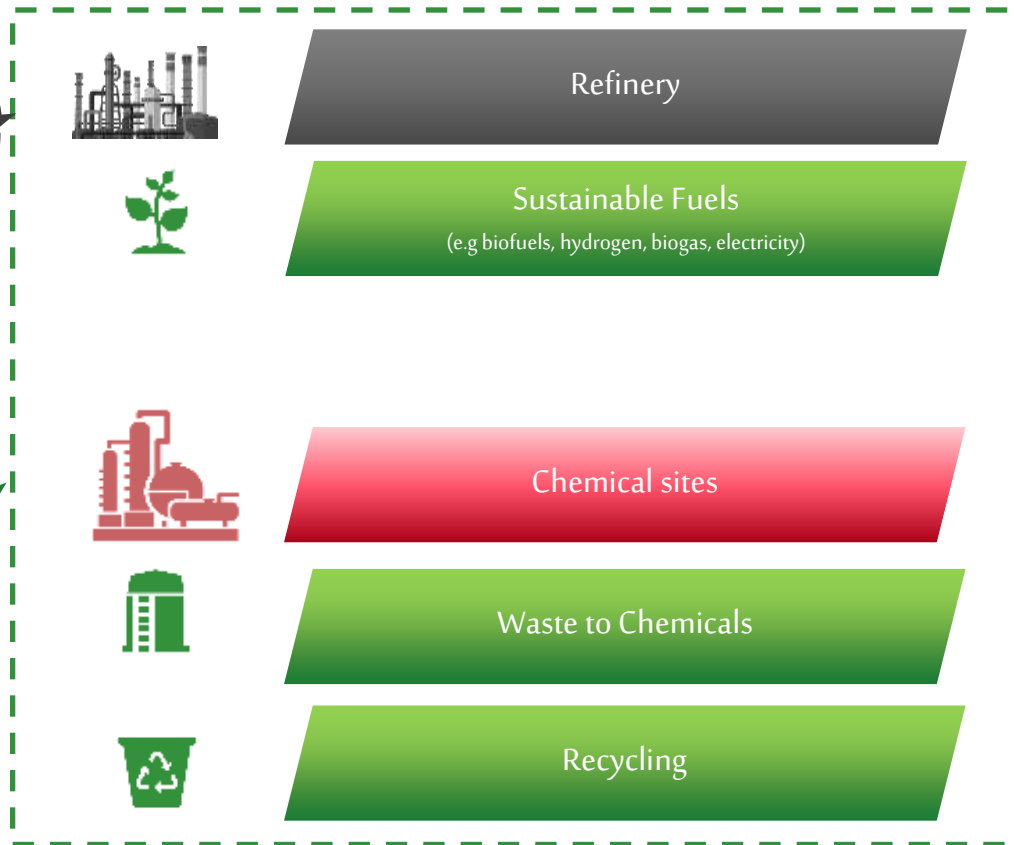 Refinery
Sustainable Fuels
(e.g biofuels, hydrogen, biogas, electricity)
Chemical sites
Waste to Chemicals
Recycling